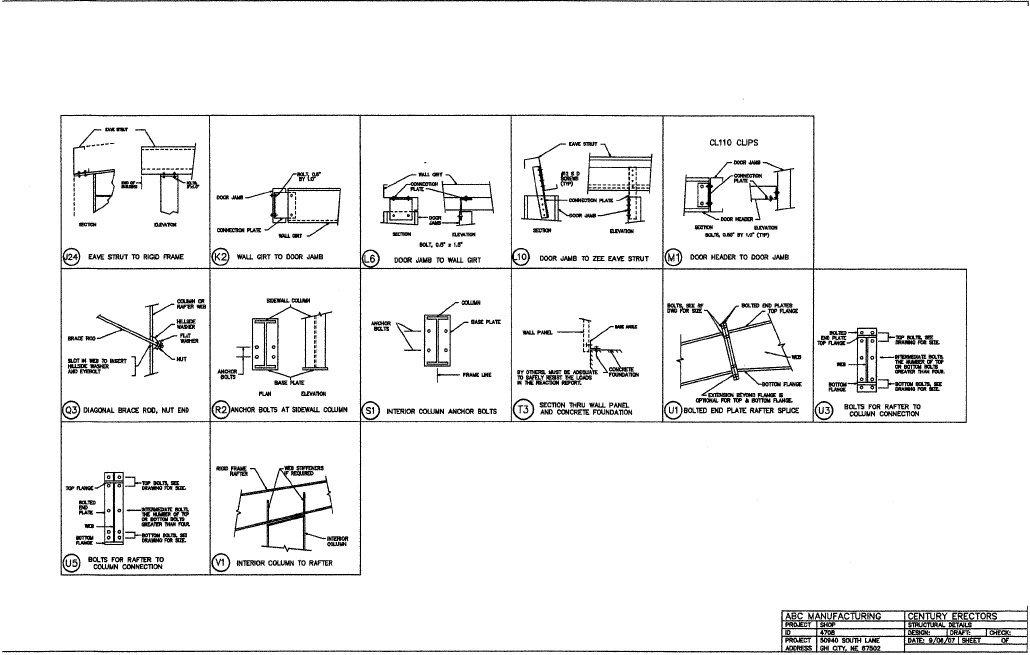 EAVE STRUT
END OF
SECTION
ELEVATION
J24 EAVE STRUT TO RIGID FRAME
BOLT, 0.5"
BY 1.0"
DOOR JAMB
CONNECTION PLATE
WALL GIRT
K2 WALL GIRT TO DOOR JAMB
WALL GIRT
CONNECTION
PLATE
DOOR
JAMB
SECTION
ELEVATION
BOLT, 0.5" x 1.5"
L6 DOOR JAMB TO WALL GIRT
EAVE STRUT
SCREWS
(TYP)
CONNECTION PLATE
DOOR JAMB
SECTION
ELEVATION
L10 DOOR JAMB TO ZEE EAVE STRUT
CL110 CLIPS
DOOR JAMB
CONNECTION
PLATE
DOOR HEADER
SECTION
ELEVATION
BOLTS, 0.50" BY 1.0" (TYP)
M1 DOOR HEADER TO DOOR JAMB
COLUMN OR
RAFTER WEB
HILLSIDE
WASHER
FLAT
WASHER
BRACE ROD
NUT
SLOT IN WEB TO INSERT
HILLSIDE WASHER
AND EYEBOLT
Q3 DIAGONAL BRACE ROD, NUT END
SIDEWALL COLUMN
ANCHOR
BOLTS
BASE PLATE
PLAN
ELEVATION
R2 ANCHOR BOLTS AT SIDEWALL COLUMN
COLUMN
ANCHOR
BOLTS
BASE PLATE
FRAME LINE
S1 INTERIOR COLUMN ANCHOR BOLTS
WALL PANEL
BASE ANGLE
CONCRETE
FOUNDATION
BY OTHERS, MUST BE ADEQUATE
TO SAFELY RESIST THE LOADS
IN THE REACTION REPORT.
T3 SECTION THRU WALL PANEL
AND CONCRETE FOUNDATION
BOLTS, SEE RF
DWG FOR SIZE
BOLTED END PLATES
TOP FLANGE
WEB
BOTTOM FLANGE
EXTENSION BEYOND FLANGE IS
OPTIONAL FOR TOP & BOTTOM FLANGE.
U1 BOLTED END PLATE RAFTER SPLICE
BOLTED
END PLATE
TOP FLANGE
WEB
BOTTOM
FLANGE
TOP BOLTS, SEE
DRAWING FOR SIZE.
INTERMEDIATE BOLTS.
THE NUMBER OF TOP
OR BOTTOM BOLTS
GREATER THAN FOUR.
BOTTOM BOLTS, SEE
DRAWING FOR SIZE.
U3 BOLTS FOR RAFTER TO
COLUMN CONNECTION
TOP FLANGE
BOLTED
END
PLATE
WEB
BOTTOM
FLANGE
TOP BOLTS, SEE
DRAWING FOR SIZE.
INTERMEDIATE BOLTS.
THE NUMBER OF TOP
OR BOTTOM BOLTS
GREATER THAN FOUR.
BOTTOM BOLTS, SEE
DRAWING FOR SIZE.
U5 BOLTS FOR RAFTER TO
COLUMN CONNECTION
RIGID FRAME
RAFTER
WEB STIFFENERS
IF REQUIRED
INTERIOR
COLUMN
V1 INTERIOR COLUMN TO RAFTER
ABC MANUFACTURING CENTURY ERECTORS
PROJECT SHOP STRUCTURAL DETAILS
ID 4708 DESIGN: DRAFT: CHECK:
PROJECT 50940 SOUTH LANE DATE: 9/06/07 SHEET OF
ADDRESS GHI CITY, NE 67502